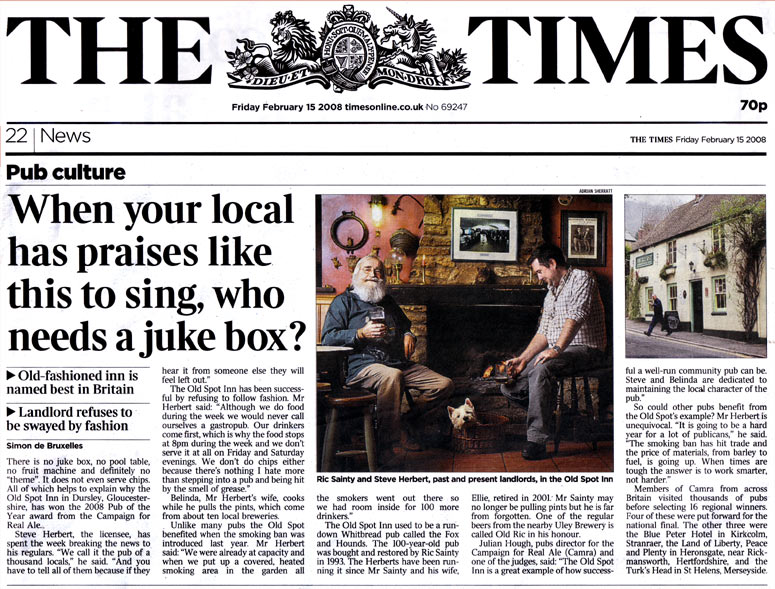 THE TIMES
HONI·SOIT·QUI·MAL·Y·PENSE
DIEU·ET MON·DROIT
Friday February 15 2008 timesonline.co.uk No 69247
70p
22 News
THE TIMES Friday February 15 2008
Pub culture
When your local
has praises like
this to sing, who
needs a juke box?
▶ Old-fashioned inn is
named best in Britain
▶ Landlord refuses to
be swayed by fashion
Simon de Bruxelles
There is no juke box, no pool table,
no fruit machine and definitely no
“theme”. It does not even serve chips.
All of which helps to explain why the
Old Spot Inn in Dursley, Gloucester-
shire, has won the 2008 Pub of the
Year award from the Campaign for
Real Ale.
Steve Herbert, the licensee, has
spent the week breaking the news to
his regulars. “We call it the pub of a
thousand locals,” he said. “And you
have to tell all of them because if they
hear it from someone else they will
feel left out.”
The Old Spot Inn has been success-
ful by refusing to follow fashion. Mr
Herbert said: “Although we do food
during the week we would never call
ourselves a gastropub. Our drinkers
come first, which is why the food stops
at 8pm during the week and we don’t
serve it at all on Friday and Saturday
evenings. We don’t do chips either
because there’s nothing I hate more
than stepping into a pub and being hit
by the smell of grease.”
Belinda, Mr Herbert’s wife, cooks
while he pulls the pints, which come
from about ten local breweries.
Unlike many pubs the Old Spot
benefited when the smoking ban was
introduced last year. Mr Herbert
said: “We were already at capacity and
when we put up a covered, heated
smoking area in the garden all
ADRIAN SHERRATT
Ric Sainty and Steve Herbert, past and present landlords, in the Old Spot Inn
the smokers went out there so
we had room inside for 100 more
drinkers.”
The Old Spot Inn used to be a run-
down Whitbread pub called the Fox
and Hounds. The 100-year-old pub
was bought and restored by Ric Sainty
in 1993. The Herberts have been run-
ning it since Mr Sainty and his wife,
Ellie, retired in 2001. Mr Sainty may
no longer be pulling pints but he is far
from forgotten. One of the regular
beers from the nearby Uley Brewery is
called Old Ric in his honour.
Julian Hough, pubs director for the
Campaign for Real Ale (Camra) and
one of the judges, said: “The Old Spot
Inn is a great example of how success-
ful a well-run community pub can be.
Steve and Belinda are dedicated to
maintaining the local character of the
pub.”
So could other pubs benefit from
the Old Spot’s example? Mr Herbert is
unequivocal. “It is going to be a hard
year for a lot of publicans,” he said.
“The smoking ban has hit trade and
the price of materials, from barley to
fuel, is going up. When times are
tough the answer is to work smarter,
not harder.”
Members of Camra from across
Britain visited thousands of pubs
before selecting 16 regional winners.
Four of these were put forward for the
national final. The other three were
the Blue Peter Hotel in Kirkcolm,
Stranraer, the Land of Liberty, Peace
and Plenty in Heronsgate, near Rick-
mansworth, Hertfordshire, and the
Turk’s Head in St Helens, Merseyside.